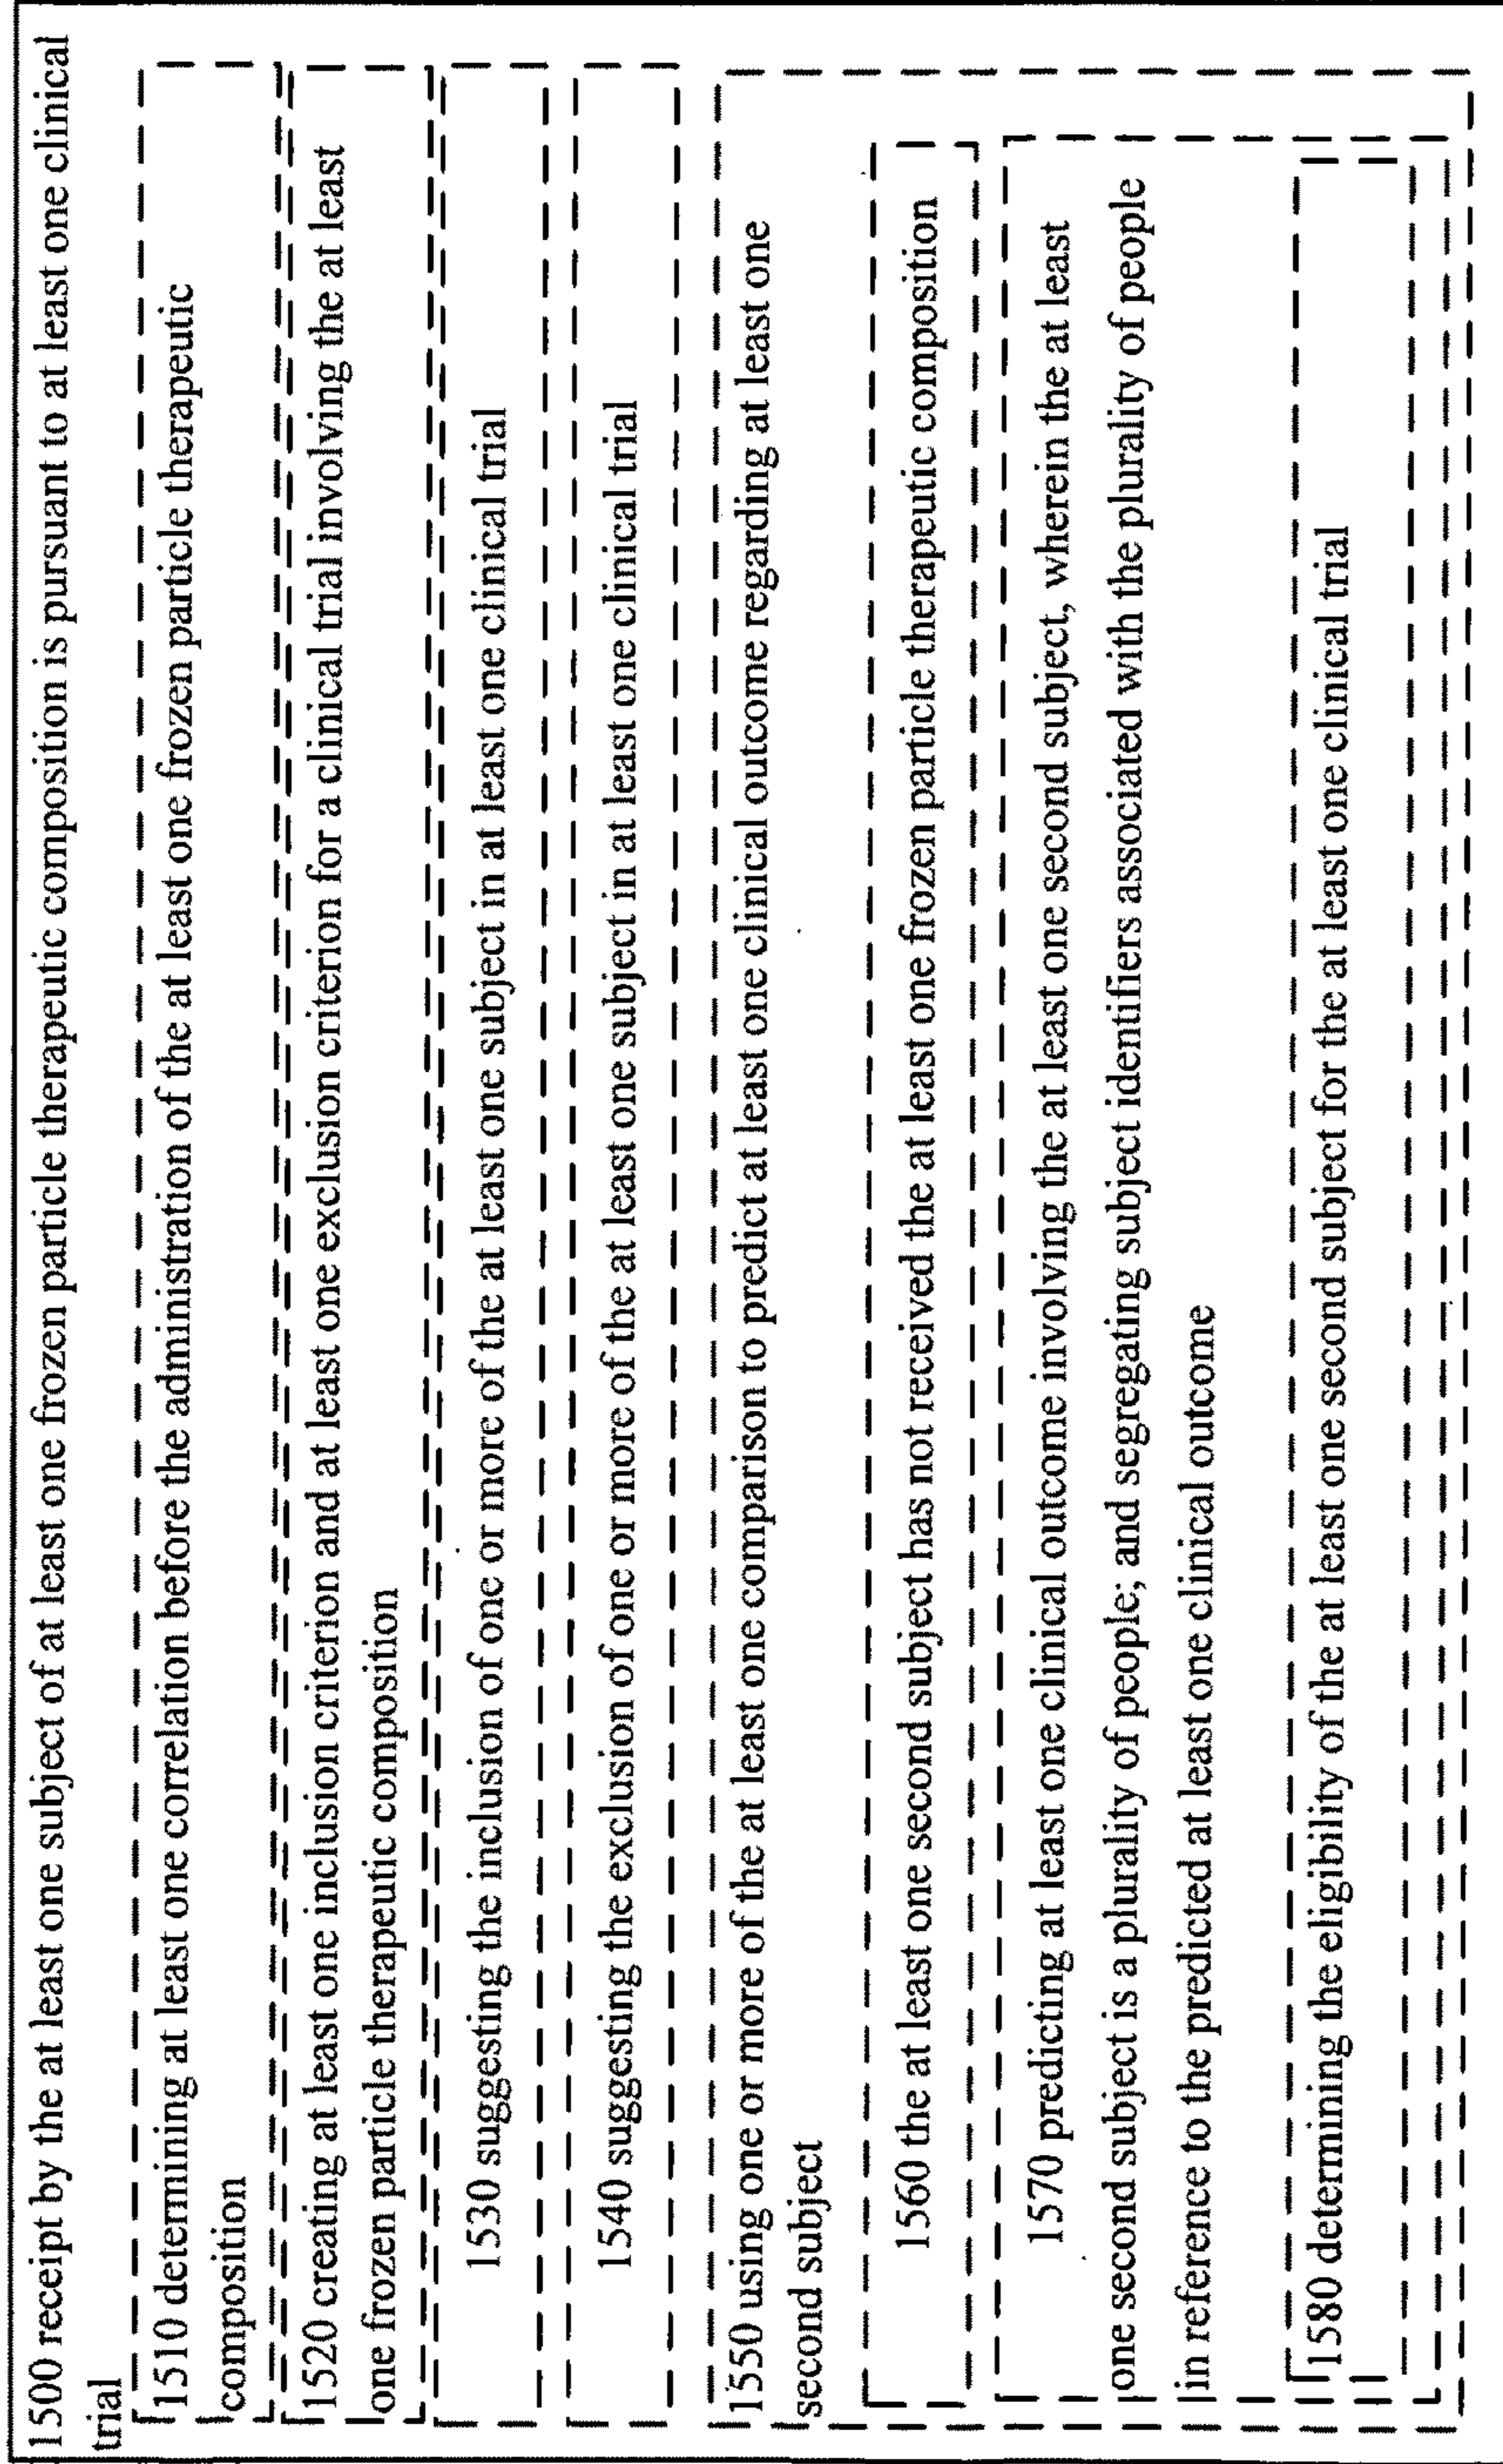 1500 receipt by the at least one subject of at least one frozen particle therapeutic composition is pursuant to at least one clinical
trial
1510 determining at least one correlation before the administration of the at least one frozen particle therapeutic
composition
1520 creating at least one inclusion criterion and at least one exclusion criterion for a clinical trial involving the at least
one frozen particle therapeutic composition
1530 suggesting the inclusion of one or more of the at least one subject in at least one clinical trial
1540 suggesting the exclusion of one or more of the at least one subject in at least one clinical trial
1550 using one or more of the at least one comparison to predict at least one clinical outcome regarding at least one
second subject
1560 the at least one second subject has not received the at least one frozen particle therapeutic composition
1570 predicting at least one clinical outcome involving the at least one second subject, wherein the at least
one second subject is a plurality of people; and segregating subject identifiers associated with the plurality of people
in reference to the predicted at least one clinical outcome
1580 determining the eligibility of the at least one second subject for the at least one clinical trial